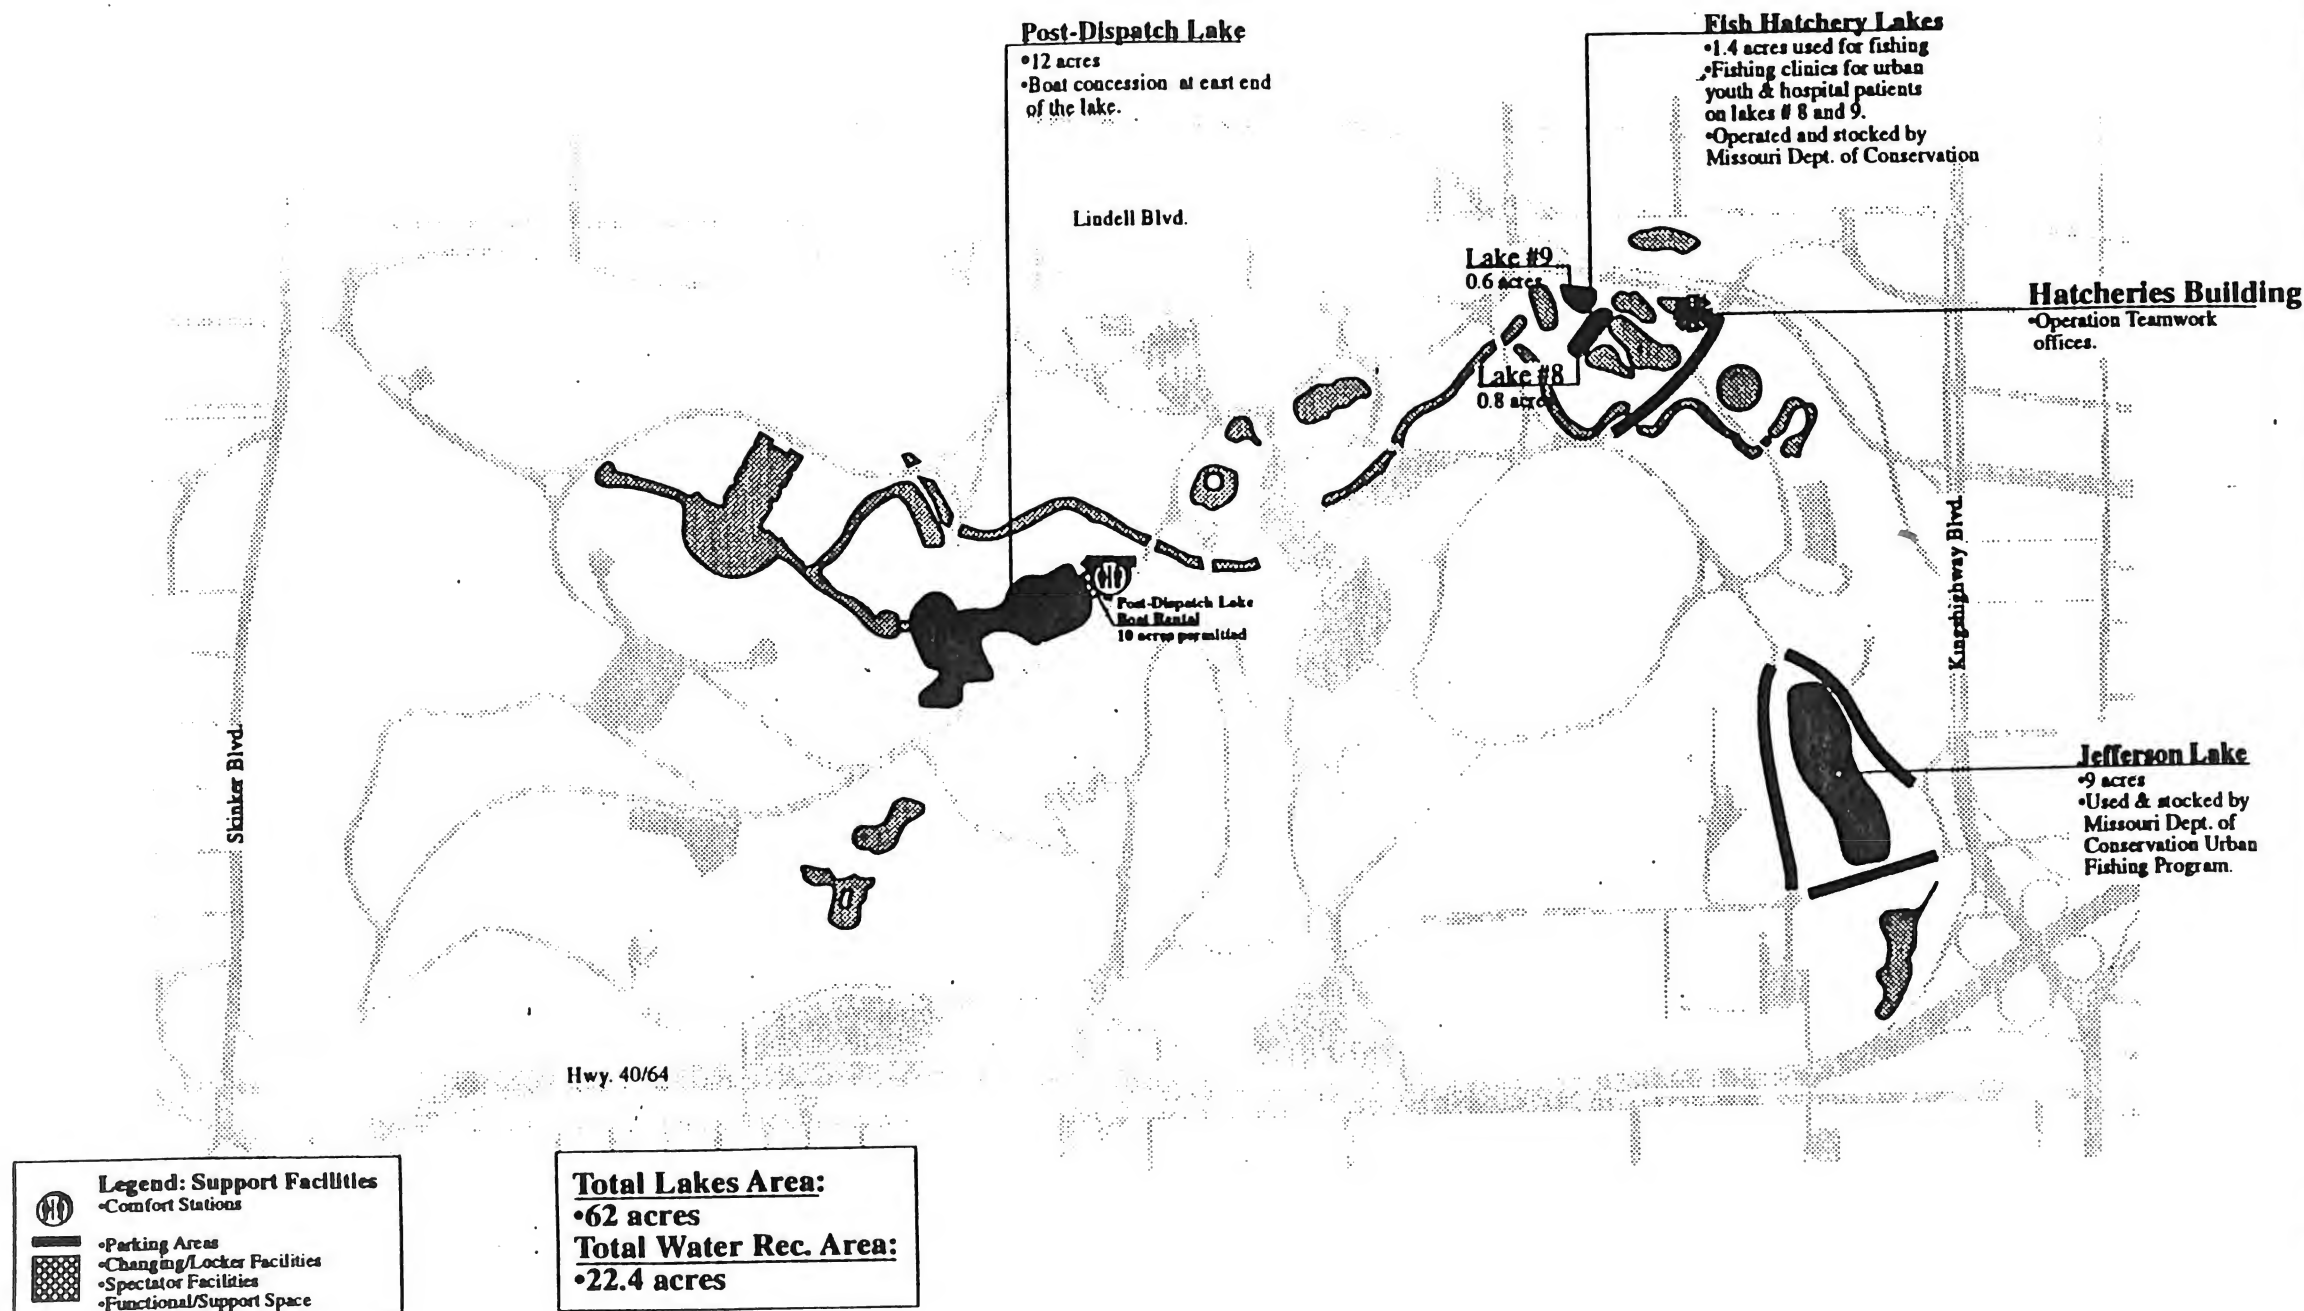 Post-Dispatch Lake
•12 acres
•Boat concession at east end
of the lake.
Fish Hatchery Lakes
•1.4 acres used for fishing
•Fishing clinics for urban
youth & hospital patients
on lakes # 8 and 9.
•Operated and stocked by
Missouri Dept. of Conservation
Lindell Blvd.
Lake #9
0.6 acres
Hatcheries Building
•Operation Teamwork
offices.
Lake #8
0.8 acres
Post-Dispatch Lake
Boat Rental
10 acres permitted
Kingshighway Blvd.
Skinker Blvd.
Jefferson Lake
•9 acres
•Used & stocked by
Missouri Dept. of
Conservation Urban
Fishing Program.
Hwy. 40/64
Legend: Support Facilities
•Comfort Stations
•Parking Areas
•Changing/Locker Facilities
•Spectator Facilities
•Functional/Support Space
Total Lakes Area:
•62 acres
Total Water Rec. Area:
•22.4 acres